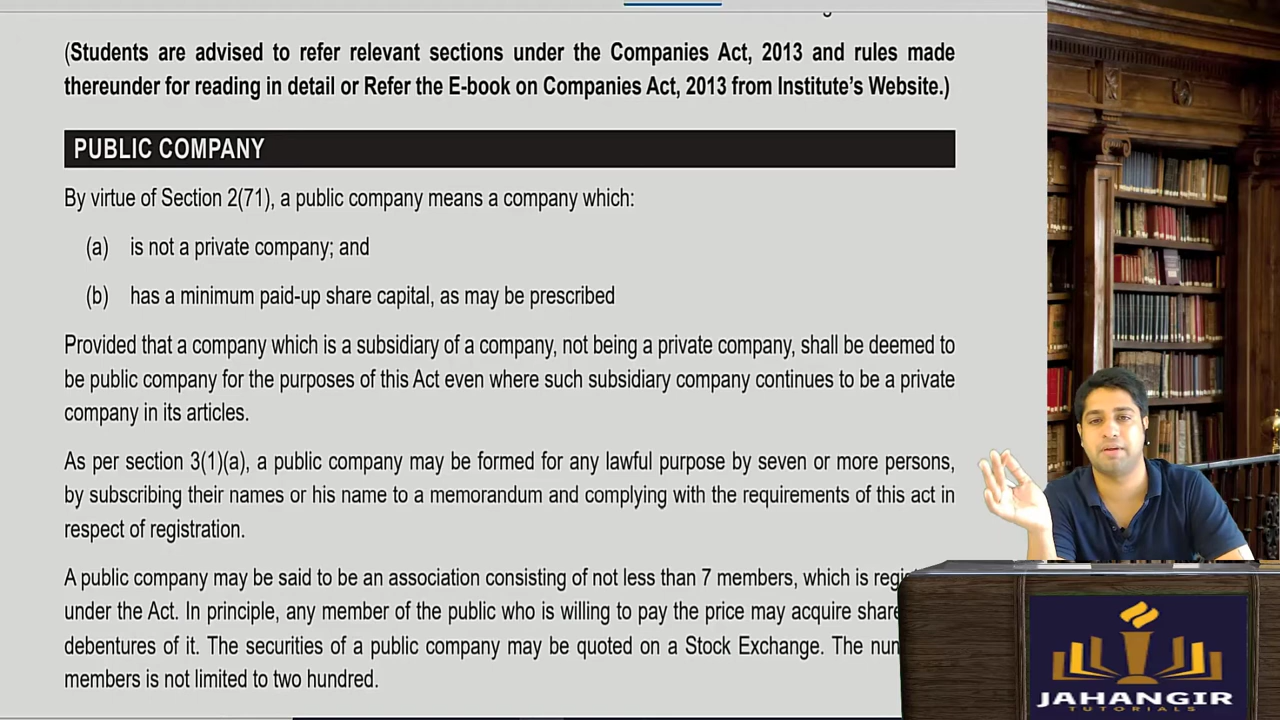 (Students are advised to refer relevant sections under the Companies Act, 2013 and rules made
thereunder for reading in detail or Refer the E-book on Companies Act, 2013 from Institute's Website.)
PUBLIC COMPANY
By virtue of Section 2(71), a public company means a company which:
(a) is not a private company; and
(b) has a minimum paid-up share capital, as may be prescribed
Provided that a company which is a subsidiary of a company, not being a private company, shall be deemed to
be public company for the purposes of this Act even where such subsidiary company continues to be a private
company in its articles.
As per section 3(1)(a), a public company may be formed for any lawful purpose by seven or more persons,
by subscribing their names or his name to a memorandum and complying with the requirements of this act in
respect of registration.
A public company may be said to be an association consisting of not less than 7 members, which is
under the Act. In principle, any member of the public who is willing to pay the price may acquire
debentures of it. The securities of a public company may be quoted on a Stock Exchange. The
members is not limited to two hundred.
JAHANGIR
TUTORIALS